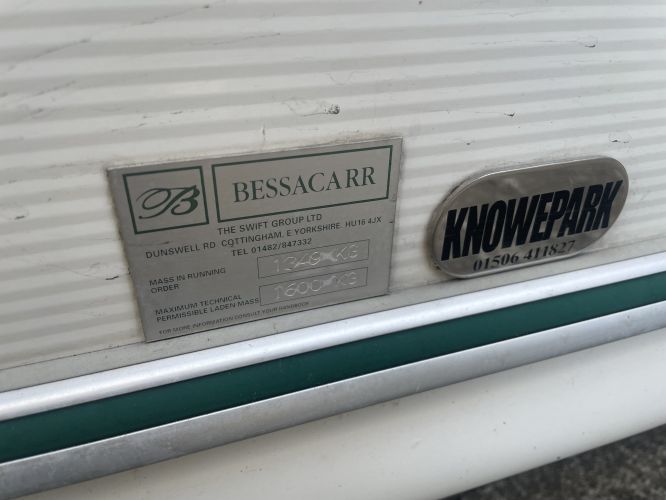 B
BESSACARR
THE SWIFT GROUP LTD
DUNSWELL RD COTTINGHAM, E YORKSHIRE HU16 4JX
TEL 01482/847332
MASS IN RUNNING ORDER
1349 KG
MAXIMUM TECHNICAL PERMISSIBLE LADEN MASS
1600 KG
FOR MORE INFORMATION CONSULT YOUR HANDBOOK
KNOWEPARK
01506 411827